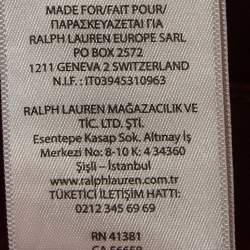 MADE FOR/FAIT POUR/
ΠΑΡΑΣΚΕΥΑΖΕΤΑΙ ΓΙΑ
RALPH LAUREN EUROPE SARL
PO BOX 2572
1211 GENEVA 2 SWITZERLAND
N.I.F. : IT03945310963
RALPH LAUREN MAĞAZACILIK VE
TİC. LTD. ŞTİ.
Esentepe Kasap Sok. Altınay İş
Merkezi No: 8-10 K: 4 34360
Şişli – İstanbul
www.ralphlauren.com.tr
TÜKETİCİ İLETİŞİM HATTI:
0212 345 69 69
RN 41381
CA 56658